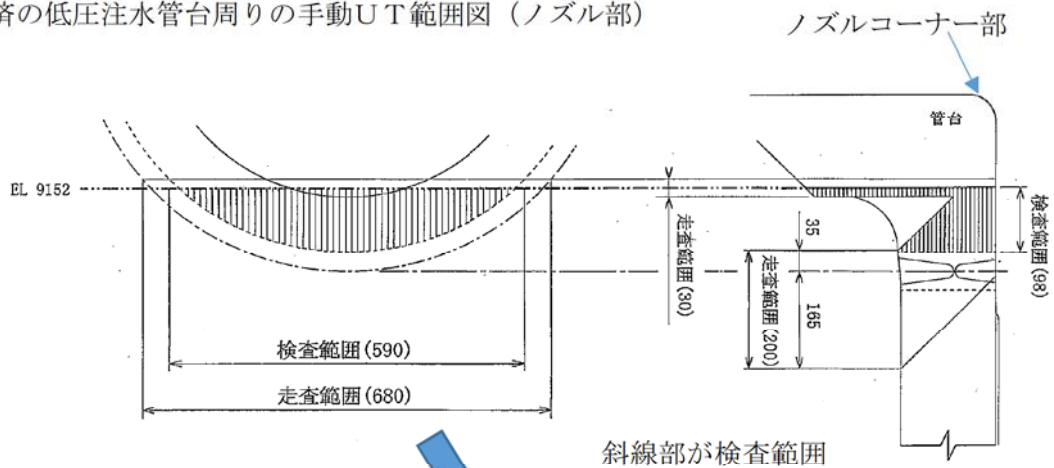 済の低圧注水管台周りの手動ＵＴ範囲図（ノズル部）
ノズルコーナー部
管台
EL 9152
検査範囲(98)
走査範囲(30)
35
走査範囲(200)
165
検査範囲(590)
走査範囲(680)
斜線部が検査範囲